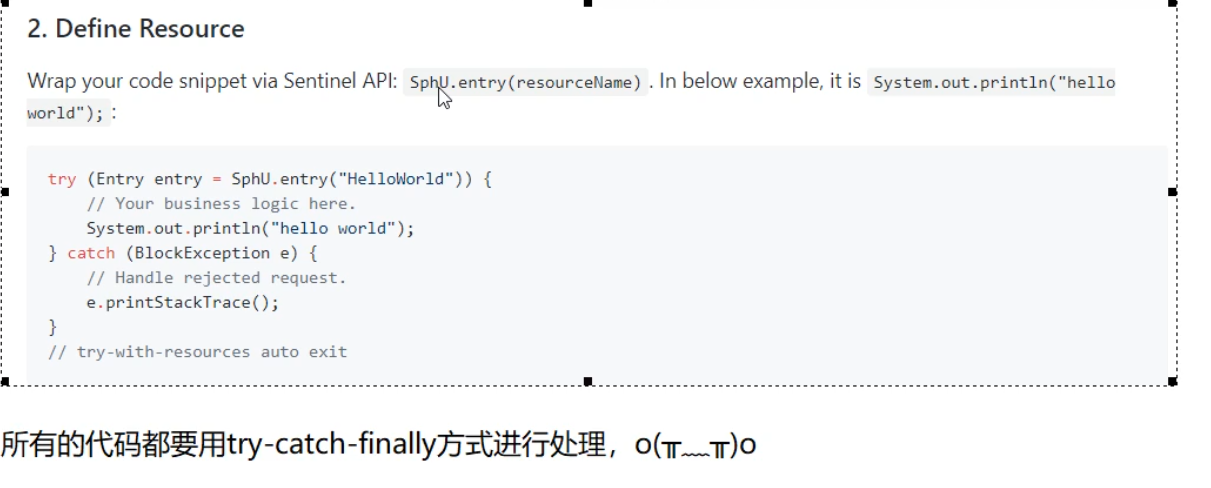 2. Define Resource
Wrap your code snippet via Sentinel API: SphU.entry(resourceName) . In below example, it is System.out.println("hello
world"); :
try (Entry entry = SphU.entry("HelloWorld")) {
    // Your business logic here.
    System.out.println("hello world");
} catch (BlockException e) {
    // Handle rejected request.
    e.printStackTrace();
}
// try-with-resources auto exit
所有的代码都要用try-catch-finally方式进行处理，o(╥﹏╥)o